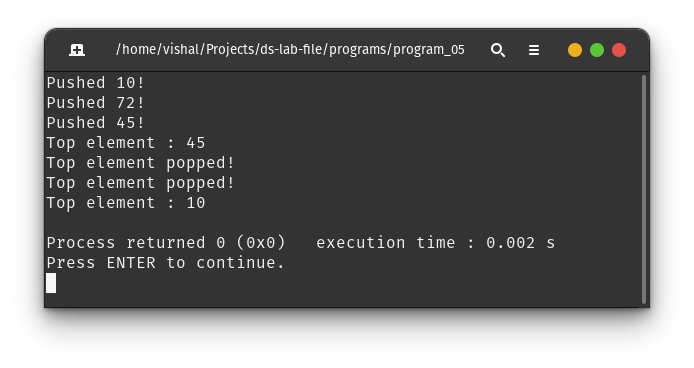 /home/vishal/Projects/ds-lab-file/programs/program_05
Pushed 10!
Pushed 72!
Pushed 45!
Top element : 45
Top element popped!
Top element popped!
Top element : 10
Process returned 0 (0x0)   execution time : 0.002 s
Press ENTER to continue.